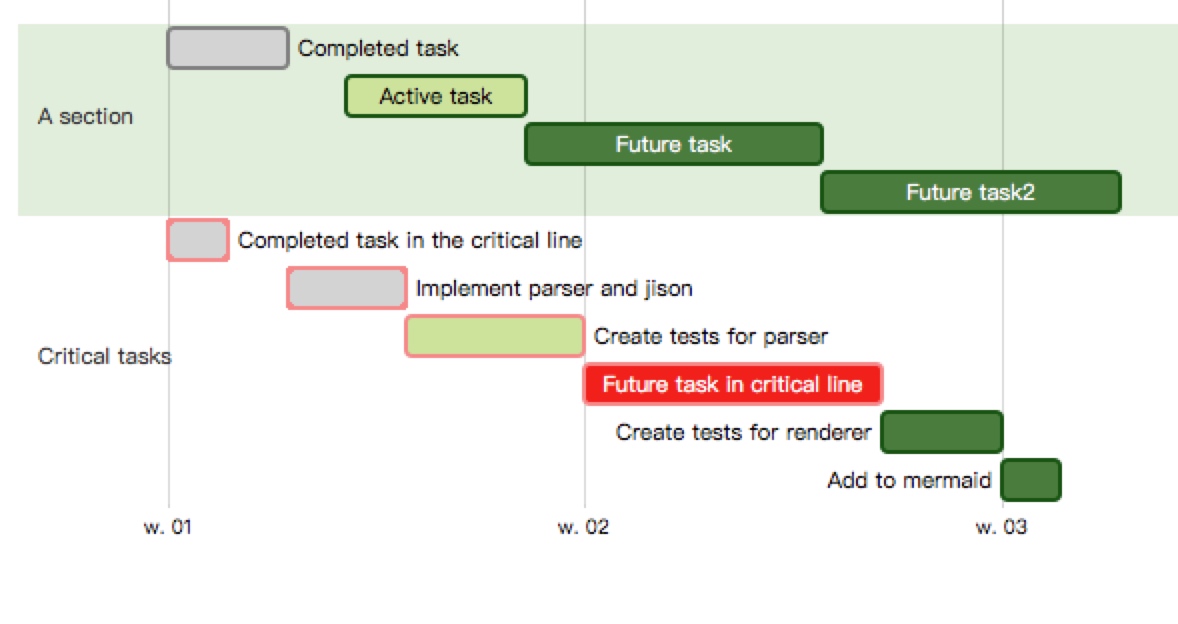 Completed task
Active task
A section
Future task
Future task2
Completed task in the critical line
Implement parser and jison
Create tests for parser
Critical tasks
Future task in critical line
Create tests for renderer
Add to mermaid
w. 01
w. 02
w. 03